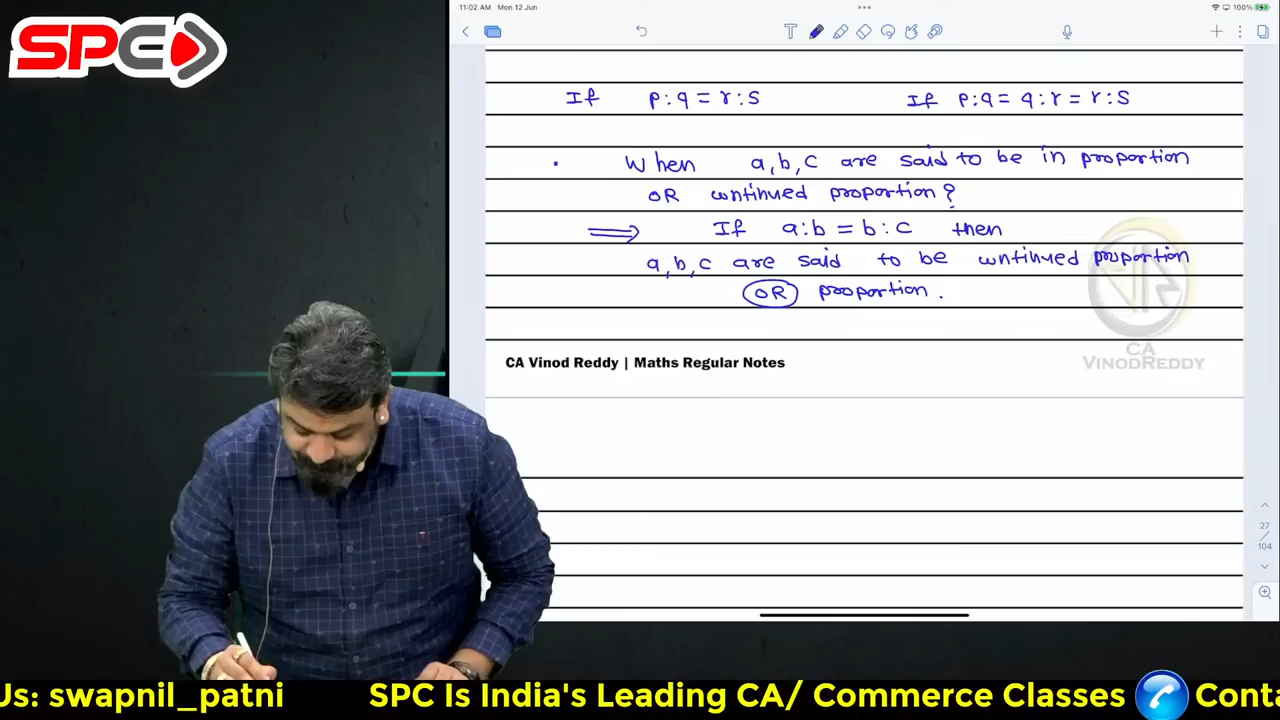 SPC
11:02 AM Mon 12 Jun
100%
If p:q = r:s
If p:q = q:r = r:s
• When a,b,c are said to be in proportion
OR continued proportion?
⟹ If a:b = b:c then
a,b,c are said to be continued proportion
OR proportion.
CA
VINODREDDY
CA Vinod Reddy | Maths Regular Notes
27
104
Us: swapnil_patni SPC Is India's Leading CA/ Commerce Classes Conta